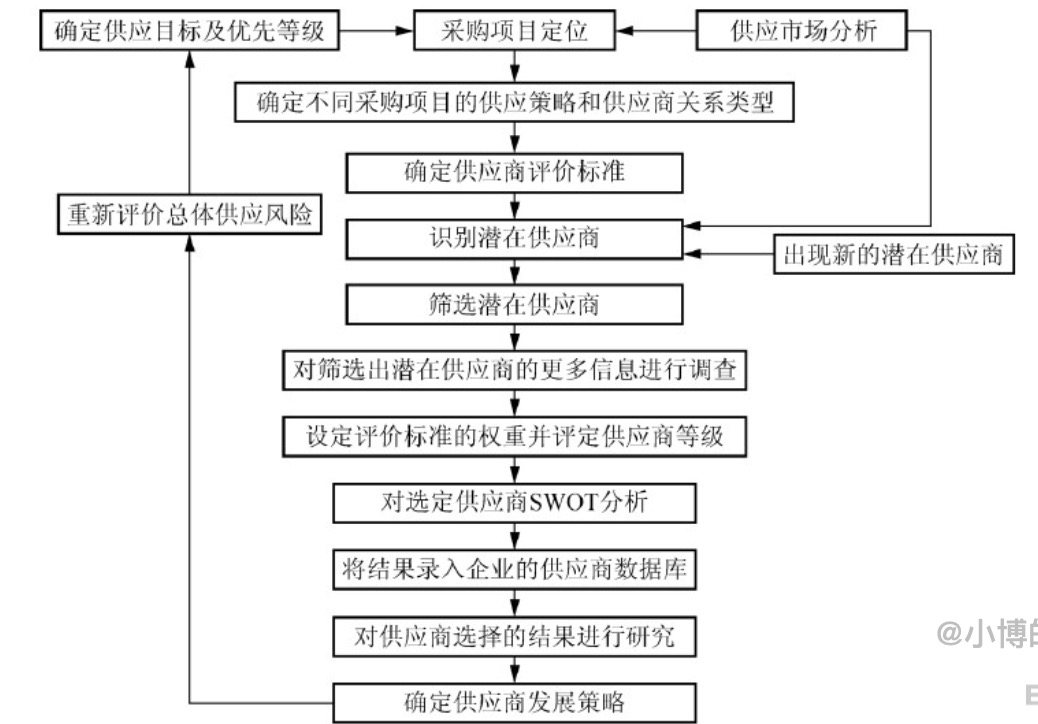 确定供应目标及优先等级
采购项目定位
供应市场分析
确定不同采购项目的供应策略和供应商关系类型
确定供应商评价标准
重新评价总体供应风险
识别潜在供应商
出现新的潜在供应商
筛选潜在供应商
对筛选出潜在供应商的更多信息进行调查
设定评价标准的权重并评定供应商等级
对选定供应商SWOT分析
将结果录入企业的供应商数据库
对供应商选择的结果进行研究
@小博的
确定供应商发展策略